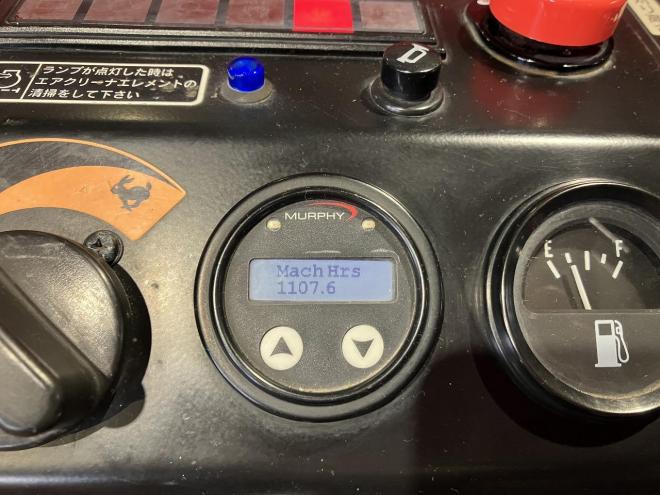 ランプが点灯した時は
エアクリーナエレメントの
清掃をして下さい
MURPHY
Mach Hrs
1107.6
E F